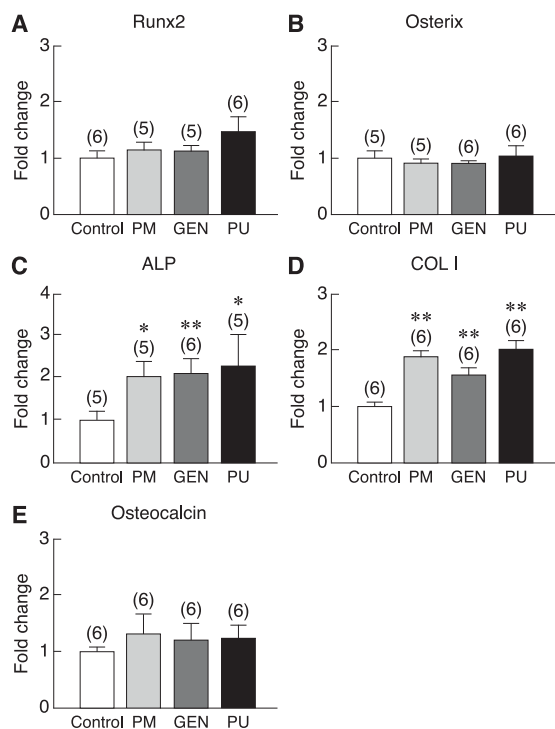 A Runx2
Fold change
3
2
1
0
(6) (5) (5) (6)
Control PM GEN PU
B Osterix
Fold change
3
2
1
0
(5) (5) (6) (6)
Control PM GEN PU
C ALP
Fold change
4
3
2
1
0
* ** *
(5) (5) (6) (5)
Control PM GEN PU
D COL I
Fold change
3
2
1
0
** ** **
(6) (6) (6) (6)
Control PM GEN PU
E Osteocalcin
Fold change
3
2
1
0
(6) (6) (6) (6)
Control PM GEN PU